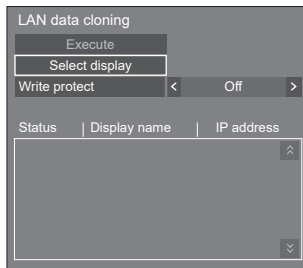 LAN data cloning
Execute
Select display
Write protect < Off >
Status | Display name | IP address